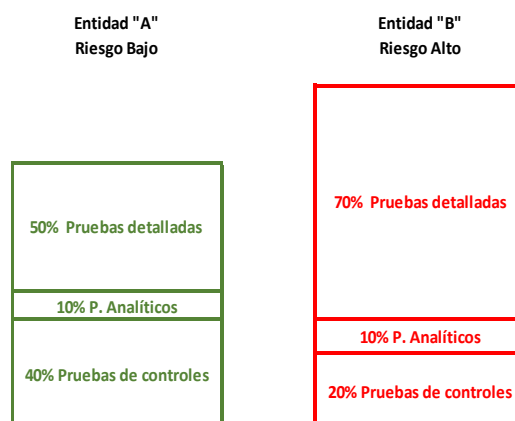 Entidad "A"
Riesgo Bajo
50% Pruebas detalladas
10% P. Analíticos
40% Pruebas de controles
Entidad "B"
Riesgo Alto
70% Pruebas detalladas
10% P. Analíticos
20% Pruebas de controles